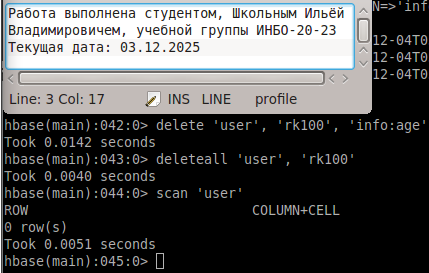 Работа выполнена студентом, Школьным Ильёй
Владимировичем, учебной группы ИНБО-20-23
Текущая дата: 03.12.2025
Line: 3 Col: 17 INS LINE profile
N=>'inf
12-04T0
12-04T0
12-04T0
hbase(main):042:0> delete 'user', 'rk100', 'info:age'
Took 0.0142 seconds
hbase(main):043:0> deleteall 'user', 'rk100'
Took 0.0040 seconds
hbase(main):044:0> scan 'user'
ROW COLUMN+CELL
0 row(s)
Took 0.0051 seconds
hbase(main):045:0>